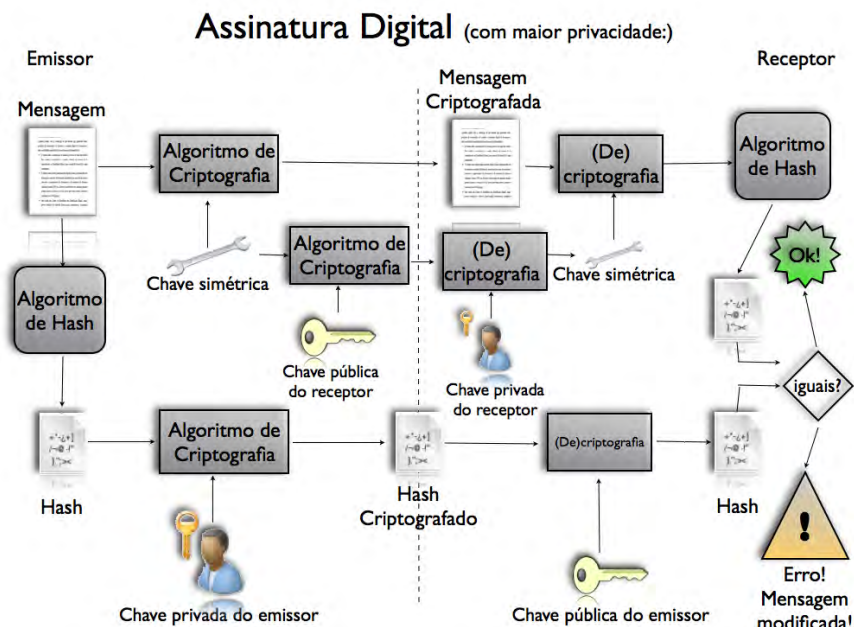 Assinatura Digital (com maior privacidade:)
Emissor
Receptor
Mensagem
Mensagem
Criptografada
Algoritmo de
Criptografia
(De)
criptografia
Algoritmo
de Hash
Chave simétrica
Algoritmo de
Criptografia
(De)
criptografia
Chave simétrica
Ok!
Algoritmo
de Hash
Chave pública
do receptor
Chave privada
do receptor
iguais?
Hash
Algoritmo de
Criptografia
Hash
Criptografado
(De)criptografia
Hash
!
Erro!
Mensagem
modificada!
Chave privada do emissor
Chave pública do emissor